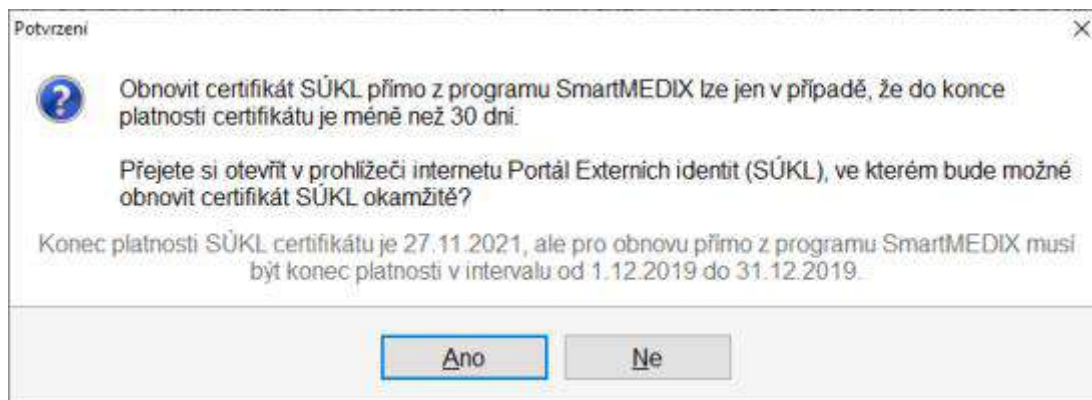 Potvrzení
Obnovit certifikát SÚKL přímo z programu SmartMEDIX lze jen v případě, že do konce
platnosti certifikátu je méně než 30 dní.
Přejete si otevřít v prohlížeči internetu Portál Externích identit (SÚKL), ve kterém bude možné
obnovit certifikát SÚKL okamžitě?
Konec platnosti SÚKL certifikátu je 27.11.2021, ale pro obnovu přímo z programu SmartMEDIX musí
být konec platnosti v intervalu od 1.12.2019 do 31.12.2019.
Ano
Ne